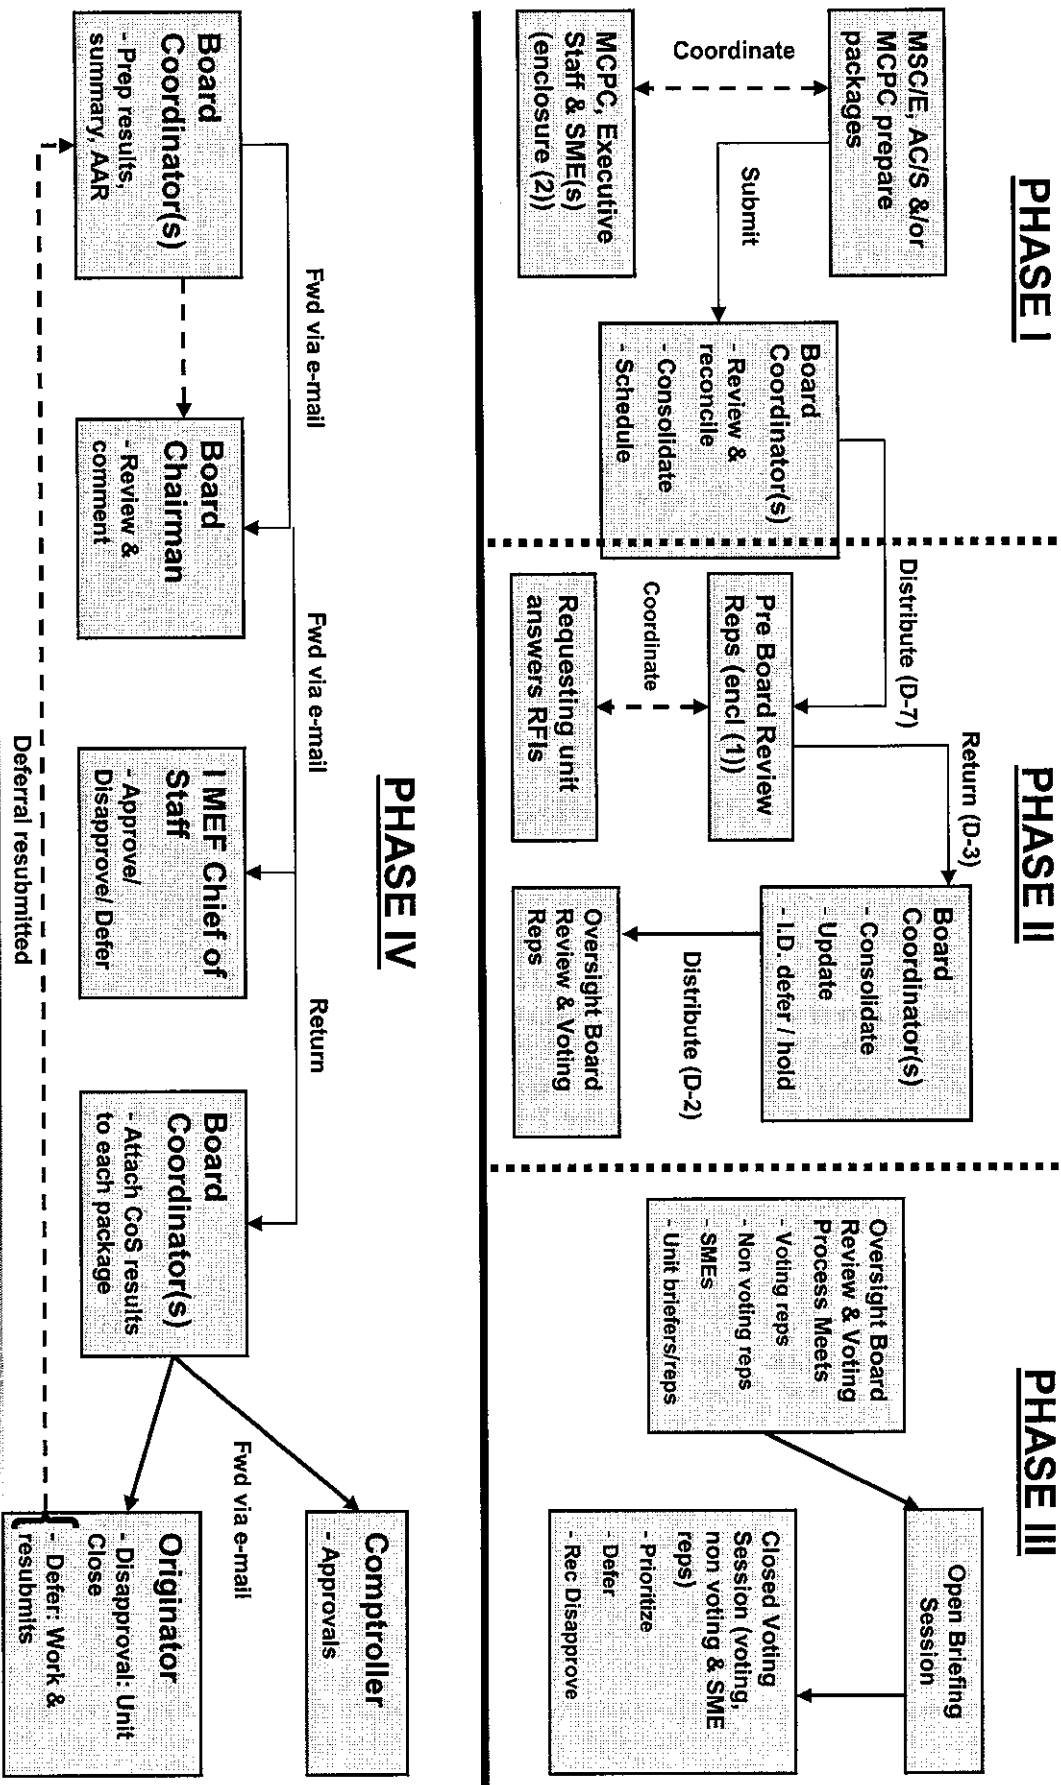 PHASE I
MSC/E, AC/S &/or
MCPC prepare
packages
Coordinate
MCPC, Executive
Staff & SME(s)
(enclosure (2))
Submit
Board
Coordinator(s)
- Review &
reconcile
- Consolidate
- Schedule
PHASE II
Distribute (D-7)
Pre Board Review
Reps (encl (1))
Coordinate
Requesting unit
answers RFIs
Return (D-3)
Board
Coordinator(s)
- Consolidate
- Update
- I.D. defer / hold
Distribute (D-2)
Oversight Board
Review & Voting
Reps
PHASE III
Oversight Board
Review & Voting
Process Meets
- Voting reps
- Non voting reps
- SMEs
- Unit briefers/reps
Open Briefing
Session
Closed Voting
Session (voting,
non voting & SME
reps)
- Prioritize
- Defer
- Rec Disapprove
PHASE IV
Board
Coordinator(s)
- Prep results,
summary, AAR
Fwd via e-mail
Board
Chairman
- Review &
comment
Fwd via e-mail
I MEF Chief of
Staff
- Approve/
Disapprove/ Defer
Return
Board
Coordinator(s)
- Attach CoS results
to each package
Fwd via e-mail
Comptroller
- Approvals
Originator
- Disapproval: Unit
Close
- Defer: Work &
resubmits
Deferral resubmitted